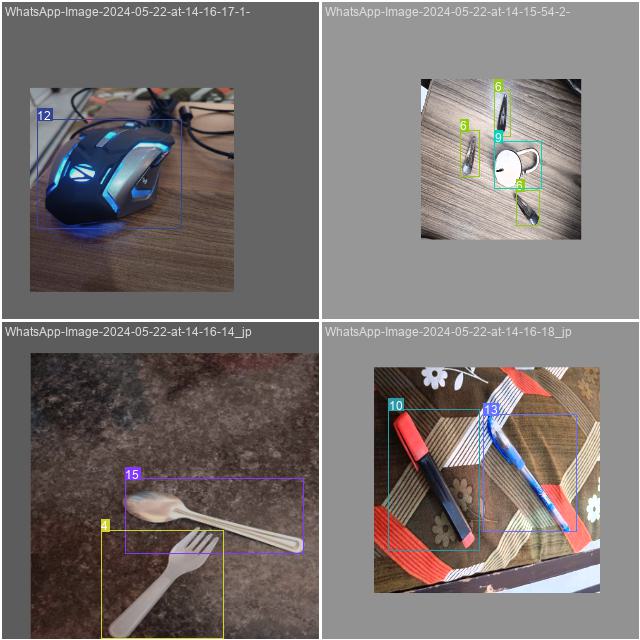 WhatsApp-Image-2024-05-22-at-14-16-17-1-
12
WhatsApp-Image-2024-05-22-at-14-15-54-2-
6
6
9
6
WhatsApp-Image-2024-05-22-at-14-16-14_jp
15
4
WhatsApp-Image-2024-05-22-at-14-16-18_jp
10
13